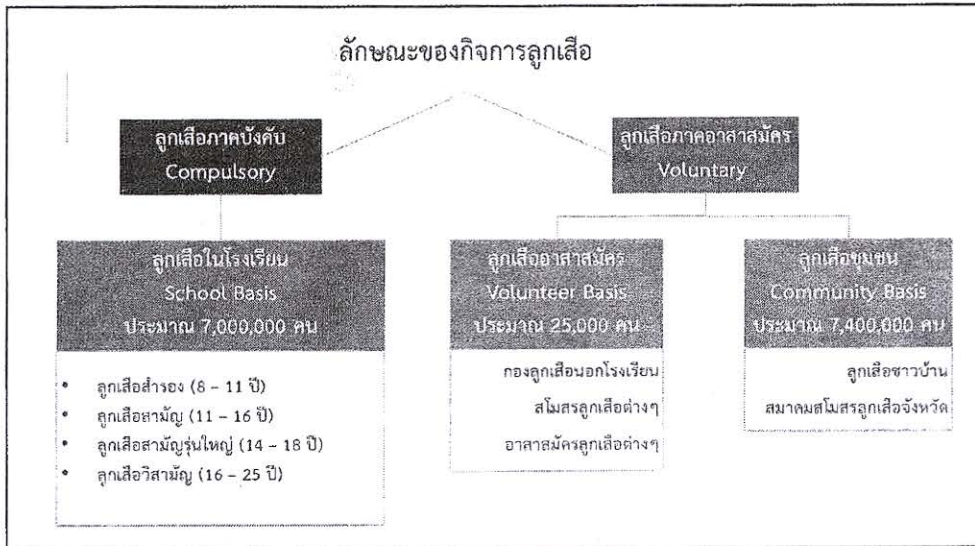 ลักษณะของกิจการลูกเสือ
ลูกเสือภาคบังคับ
Compulsory
ลูกเสือภาคอาสาสมัคร
Voluntary
ลูกเสือในโรงเรียน
School Basis
ประมาณ 7,000,000 คน
• ลูกเสือสำรอง (8 – 11 ปี)
• ลูกเสือสามัญ (11 – 16 ปี)
• ลูกเสือสามัญรุ่นใหญ่ (14 – 18 ปี)
• ลูกเสือวิสามัญ (16 – 25 ปี)
ลูกเสืออาสาสมัคร
Volunteer Basis
ประมาณ 25,000 คน
กองลูกเสือนอกโรงเรียน
สโมสรลูกเสือต่างๆ
อาสาสมัครลูกเสือต่างๆ
ลูกเสือชุมชน
Community Basis
ประมาณ 7,400,000 คน
ลูกเสือชาวบ้าน
สมาคมสโมสรลูกเสือจังหวัด